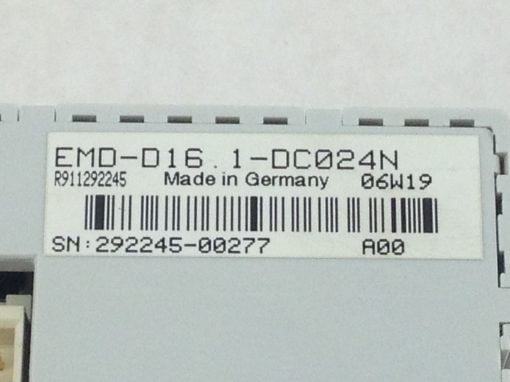 EMD-D16.1-DC024N
R911292245 Made in Germany 06W19
SN:292245-00277 A00